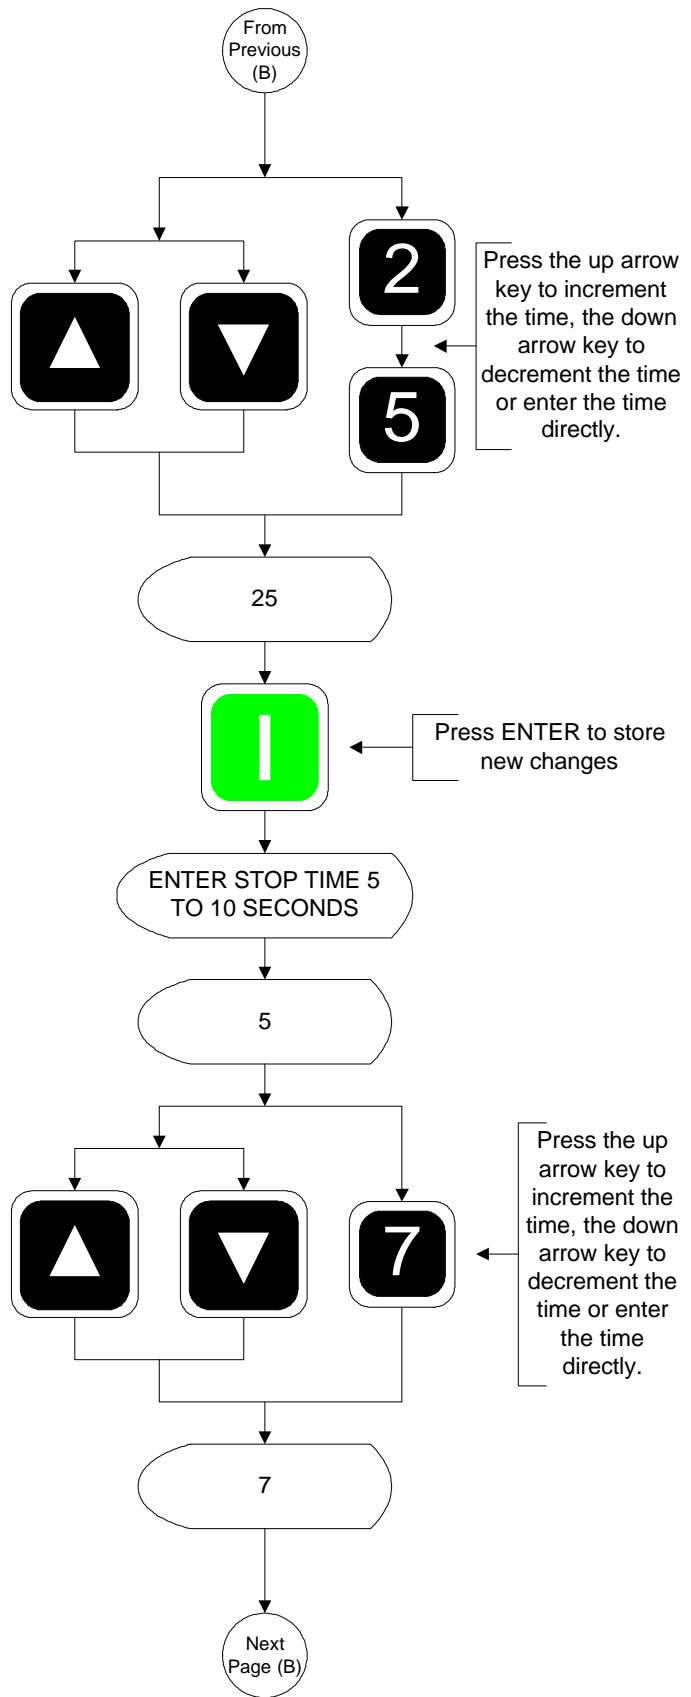 From
Previous
(B)
2
Press the up arrow
key to increment
the time, the down
arrow key to
decrement the time
or enter the time
directly.
5
25
I
Press ENTER to store
new changes
ENTER STOP TIME 5
TO 10 SECONDS
5
Press the up
arrow key to
increment the
time, the down
arrow key to
decrement the
time or enter
the time
directly.
7
7
Next
Page (B)